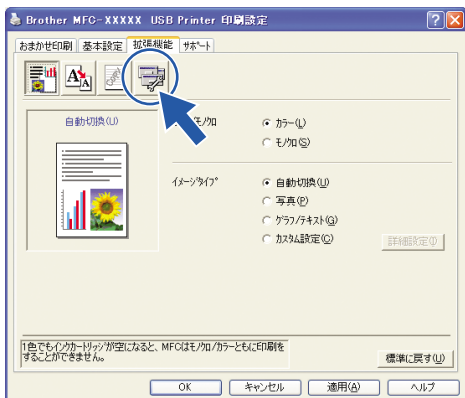 Brother MFC-XXXXX USB Printer 印刷設定
おまかせ印刷 基本設定 拡張機能 サポート
自動切換(U)
モノクロ
カラー(L)
モノクロ(S)
イメージタイプ
自動切換(U)
写真(P)
グラフ/テキスト(G)
カスタム設定(C)
詳細設定(I)
1色でもインクカートリッジが空になると、MFCはモノクロ/カラーともに印刷を
することができません。
標準に戻す(U)
OK キャンセル 適用(A) ヘルプ